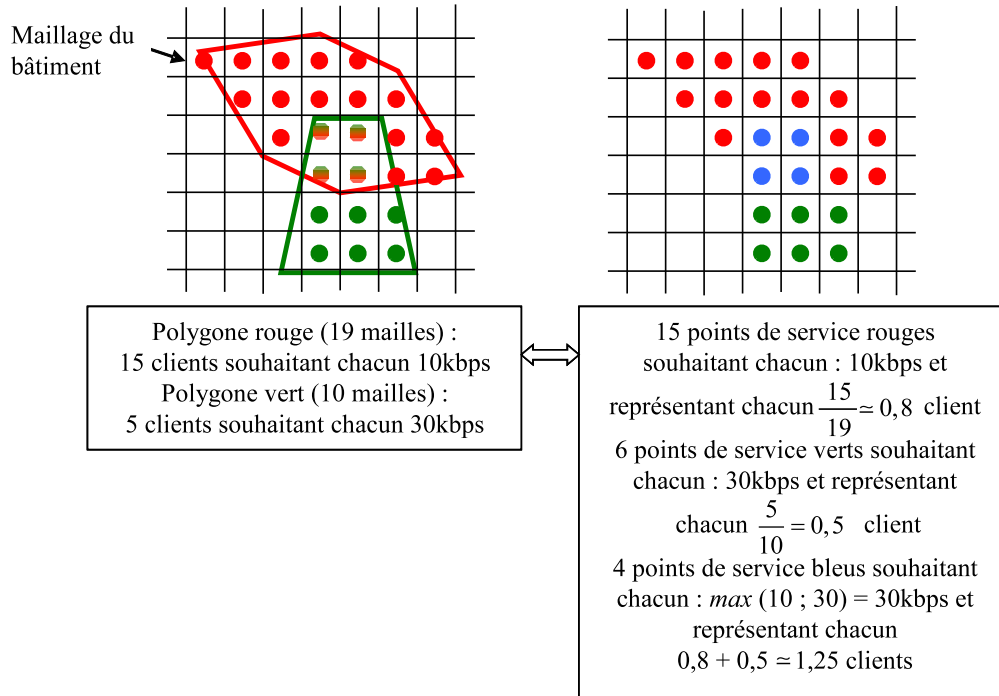 Maillage du
bâtiment
Polygone rouge (19 mailles) :
15 clients souhaitant chacun 10kbps
Polygone vert (10 mailles) :
5 clients souhaitant chacun 30kbps
15 points de service rouges
souhaitant chacun : 10kbps et
représentant chacun 15/19 ≃ 0,8 client
6 points de service verts souhaitant
chacun : 30kbps et représentant
chacun 5/10 = 0,5 client
4 points de service bleus souhaitant
chacun : max (10 ; 30) = 30kbps et
représentant chacun
0,8 + 0,5 ≃ 1,25 clients